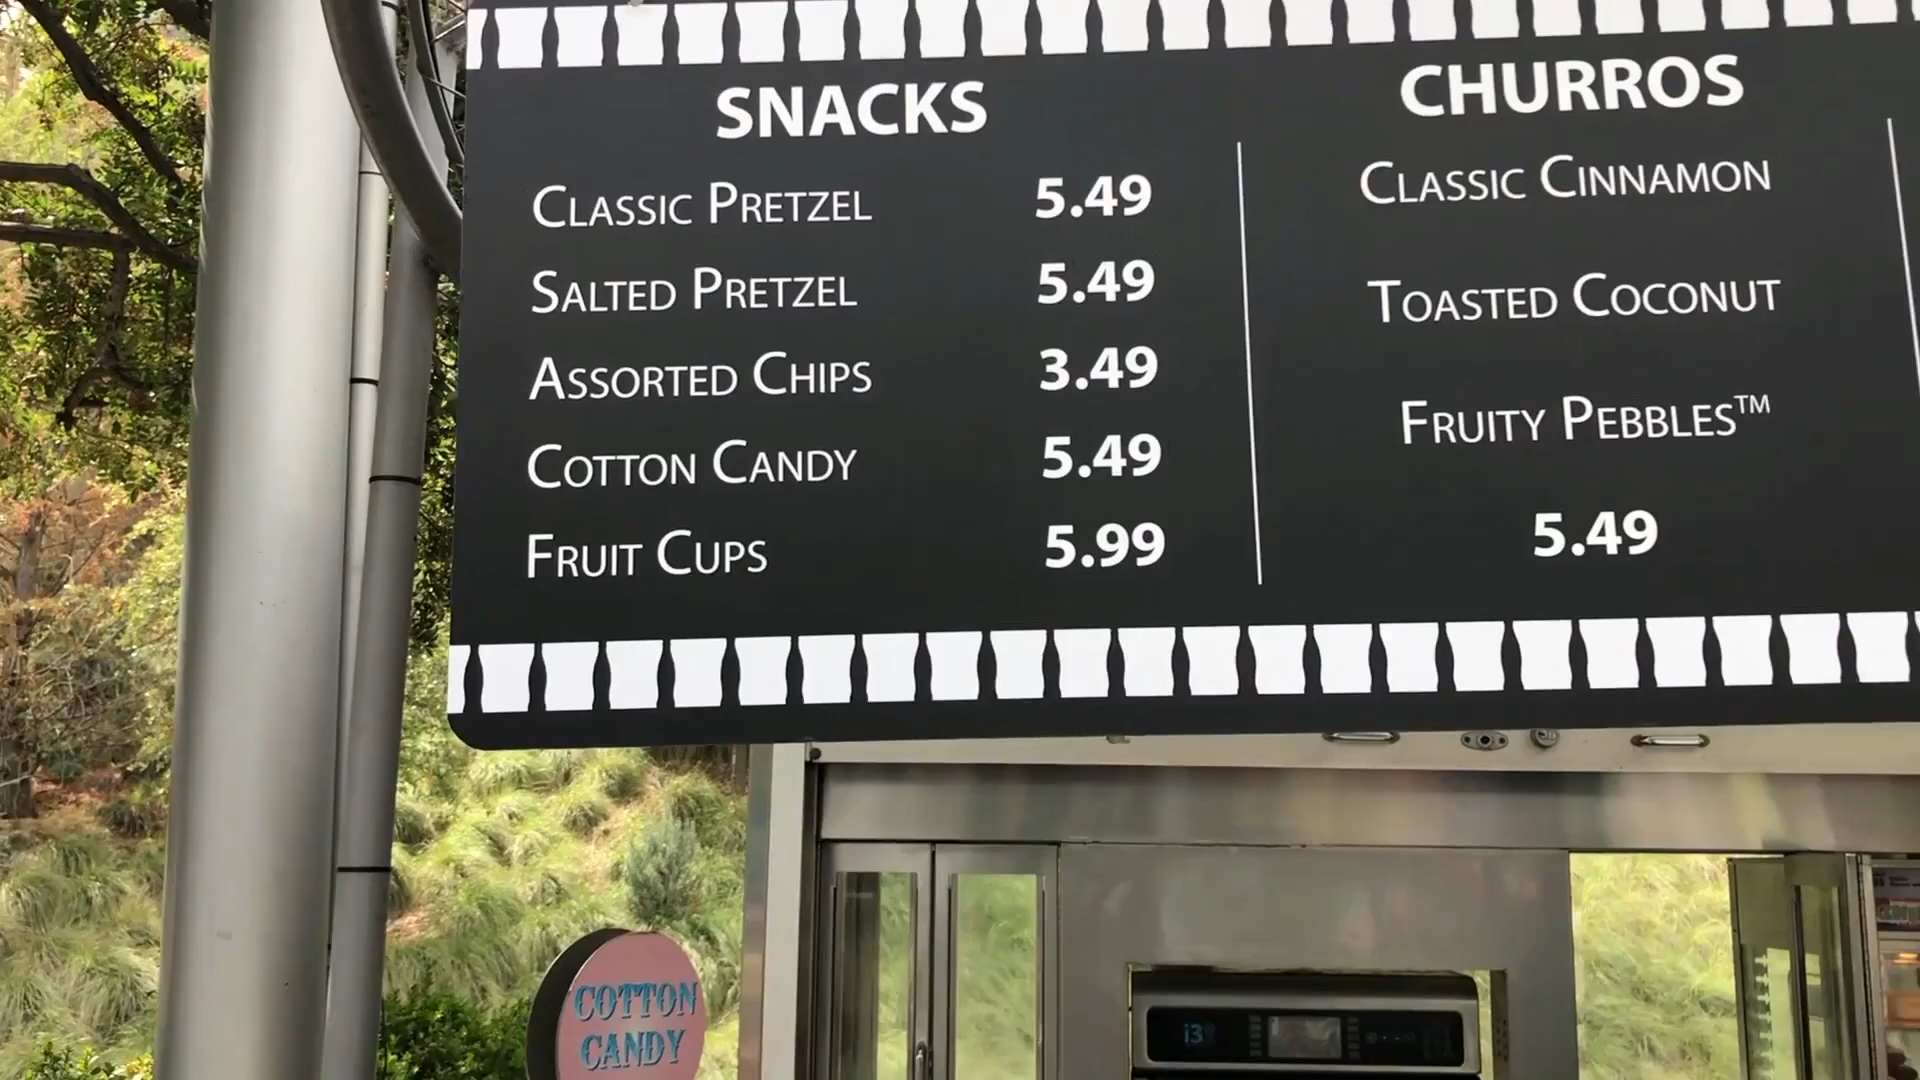 SNACKS
CLASSIC PRETZEL 5.49
SALTED PRETZEL 5.49
ASSORTED CHIPS 3.49
COTTON CANDY 5.49
FRUIT CUPS 5.99
CHURROS
CLASSIC CINNAMON
TOASTED COCONUT
FRUITY PEBBLES™
5.49
COTTON
CANDY